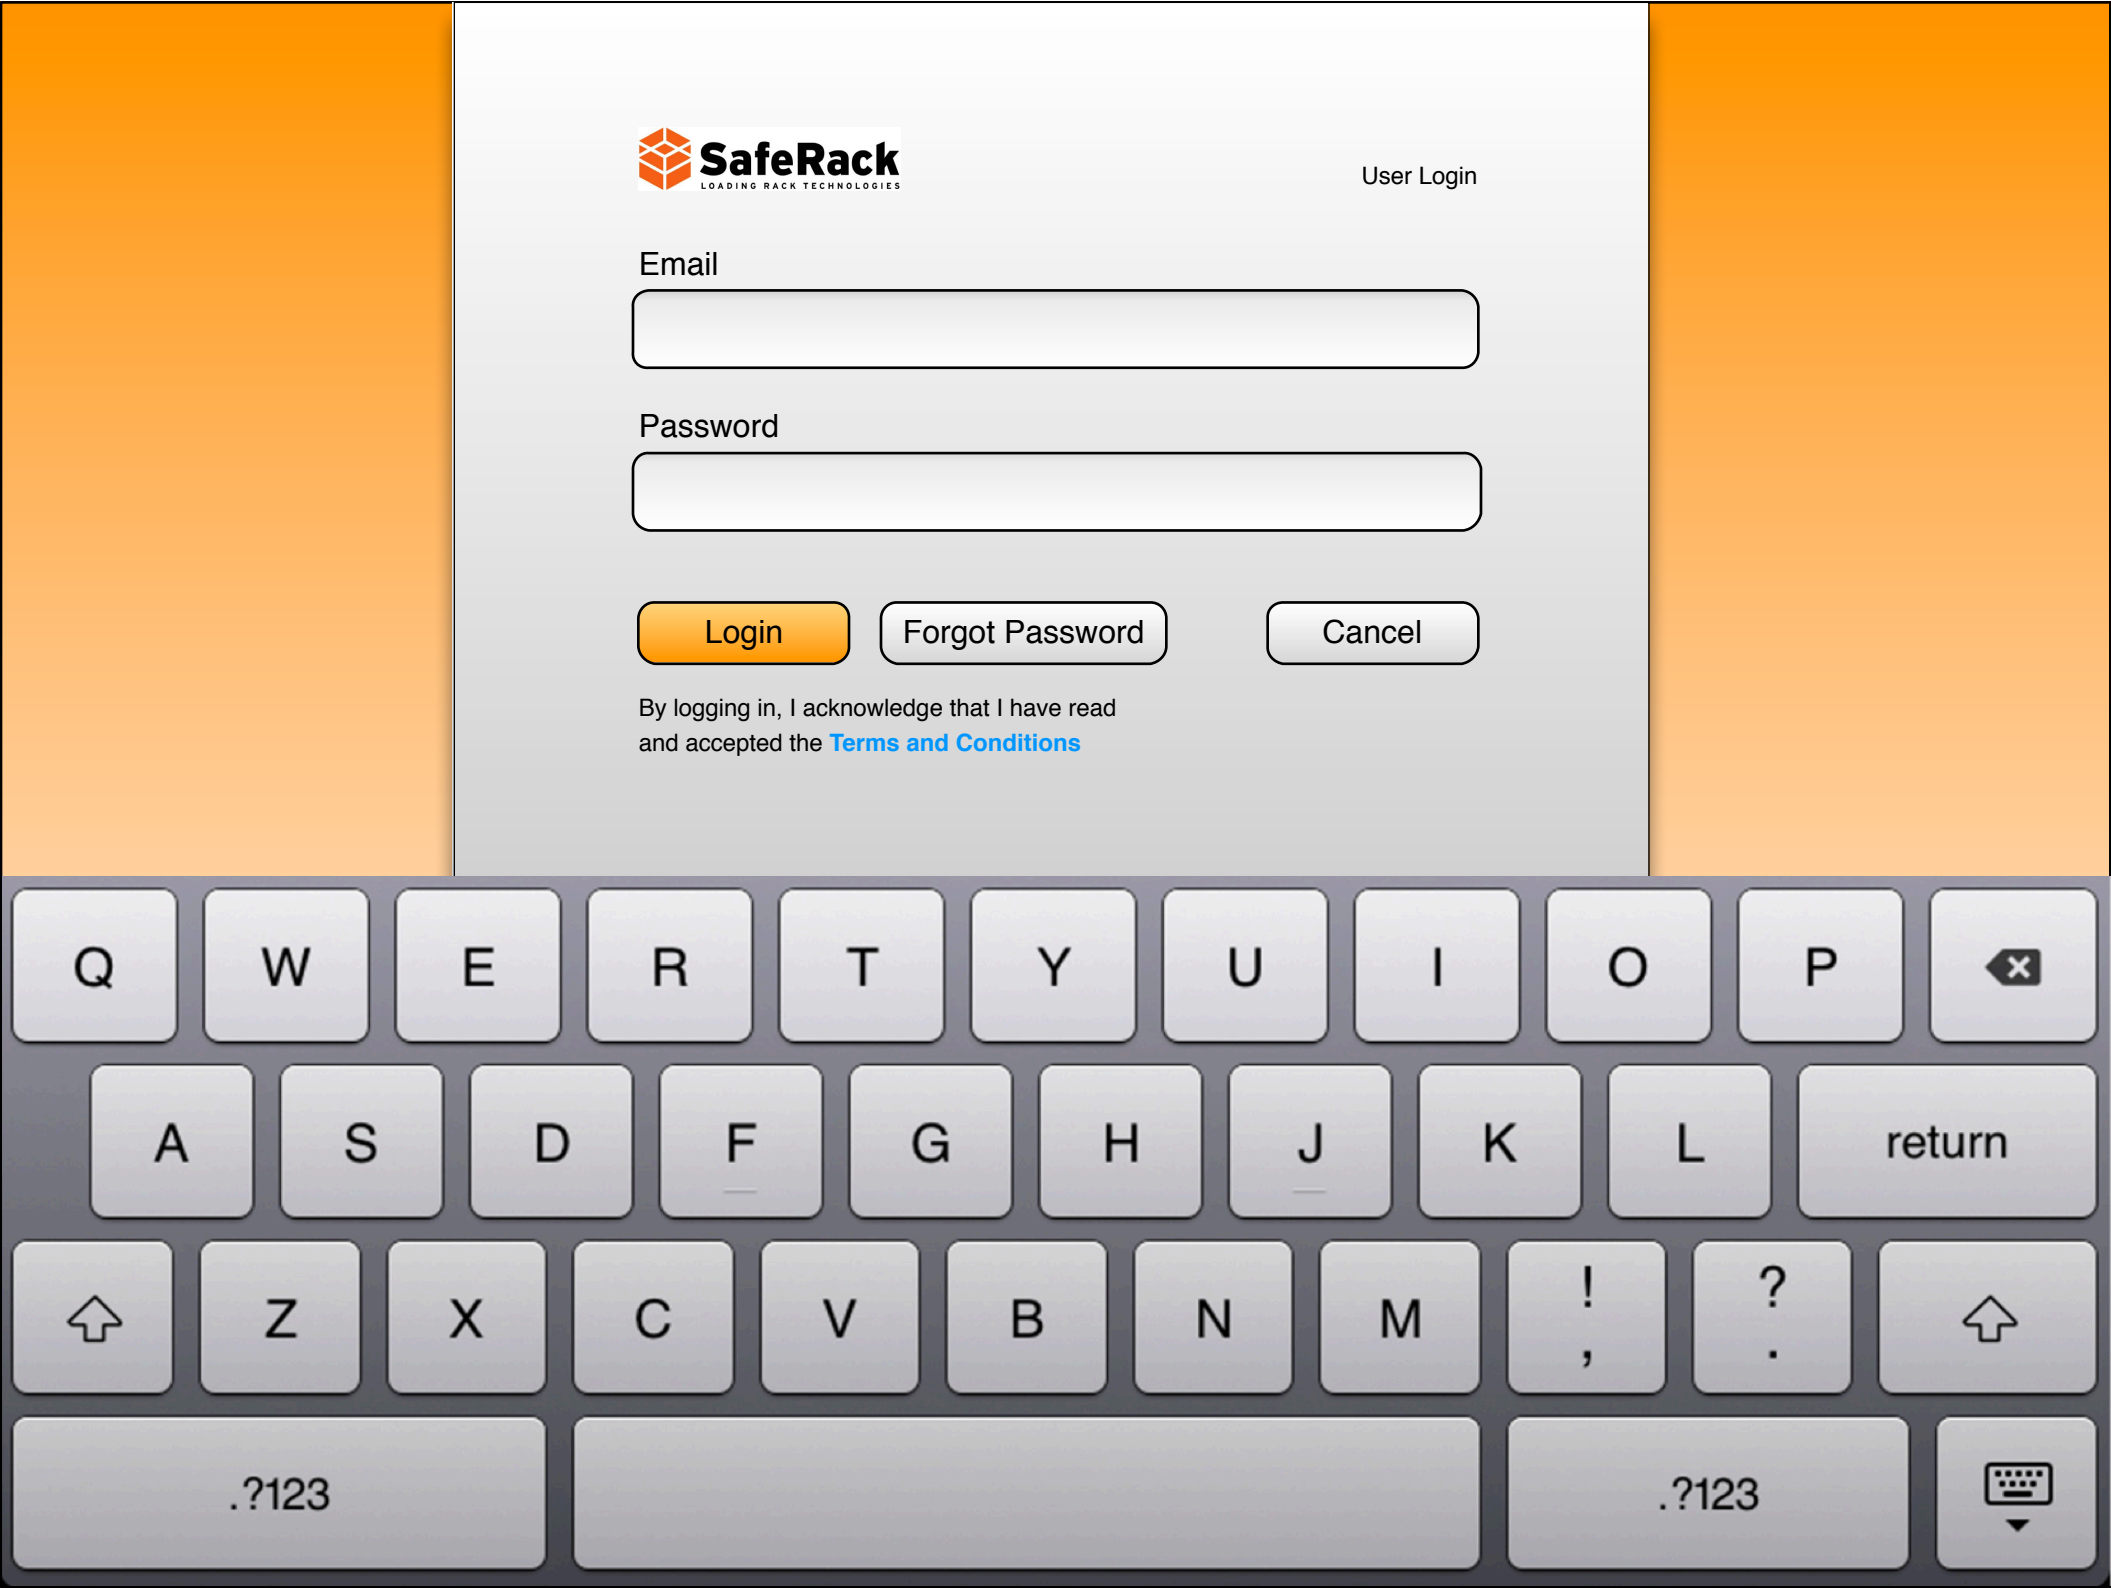 SafeRack
LOADING RACK TECHNOLOGIES
User Login
Email
Password
Login Forgot Password Cancel
By logging in, I acknowledge that I have read
and accepted the Terms and Conditions
Q W E R T Y U I O P
A S D F G H J K L return
Z X C V B N M ! , ? .
.?123 .?123